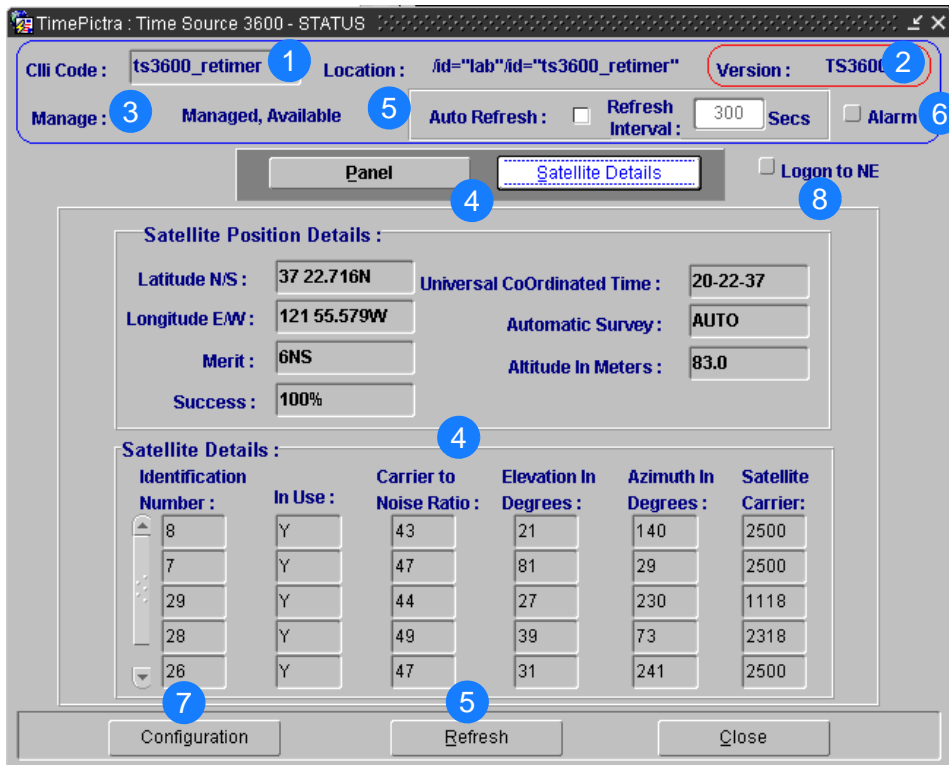 TimePictra : Time Source 3600 - STATUS
Clli Code : ts3600_retimer 1 Location : /id="lab"/id="ts3600_retimer" Version : TS3600 2
Manage : 3 Managed, Available 5 Auto Refresh : Refresh Interval : 300 Secs Alarm 6
Panel Satellite Details Logon to NE
4 8
Satellite Position Details :
Latitude N/S : 37 22.716N Universal CoOrdinated Time : 20-22-37
Longitude E/W : 121 55.579W Automatic Survey : AUTO
Merit : 6NS Altitude In Meters : 83.0
Success : 100%
4
Satellite Details :
Identification Number : In Use : Carrier to Noise Ratio : Elevation In Degrees : Azimuth In Degrees : Satellite Carrier:
8 Y 43 21 140 2500
7 Y 47 81 29 2500
29 Y 44 27 230 1118
28 Y 49 39 73 2318
26 Y 47 31 241 2500
7 5
Configuration Refresh Close